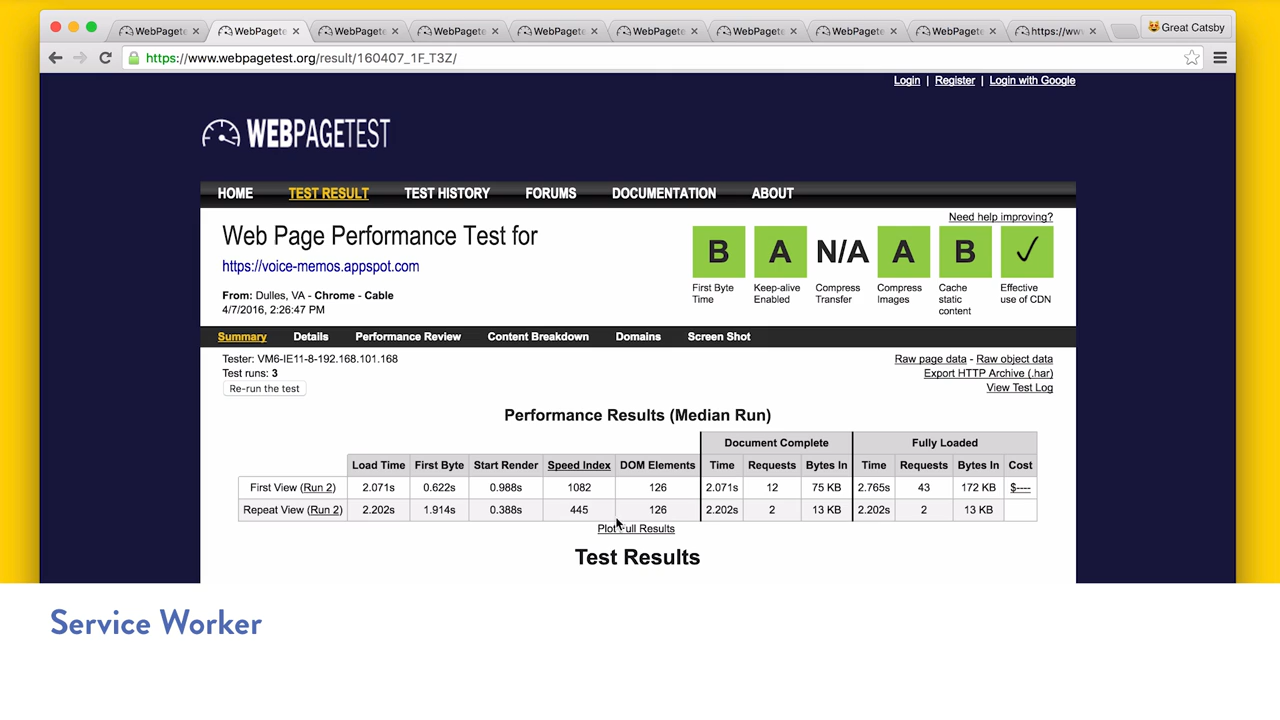 WebPagete × WebPagete × WebPagete × WebPagete × WebPagete × WebPagete × WebPagete × WebPagete × WebPagete × https://ww × Great Catsby
https://www.webpagetest.org/result/160407_1F_T3Z/
Login | Register | Login with Google
WEBPAGETEST
HOME TEST RESULT TEST HISTORY FORUMS DOCUMENTATION ABOUT
Need help improving?
Web Page Performance Test for
https://voice-memos.appspot.com
From: Dulles, VA - Chrome - Cable
4/7/2016, 2:26:47 PM
B A N/A A B ✓
First Byte Time
Keep-alive Enabled
Compress Transfer
Compress Images
Cache static content
Effective use of CDN
Summary Details Performance Review Content Breakdown Domains Screen Shot
Tester: VM6-IE11-8-192.168.101.168
Test runs: 3
Re-run the test
Raw page data - Raw object data
Export HTTP Archive (.har)
View Test Log
Performance Results (Median Run)
Document Complete Fully Loaded
Load Time First Byte Start Render Speed Index DOM Elements Time Requests Bytes In Time Requests Bytes In Cost
First View (Run 2) 2.071s 0.622s 0.988s 1082 126 2.071s 12 75 KB 2.765s 43 172 KB $----
Repeat View (Run 2) 2.202s 1.914s 0.388s 445 126 2.202s 2 13 KB 2.202s 2 13 KB
Plot Full Results
Test Results
Service Worker